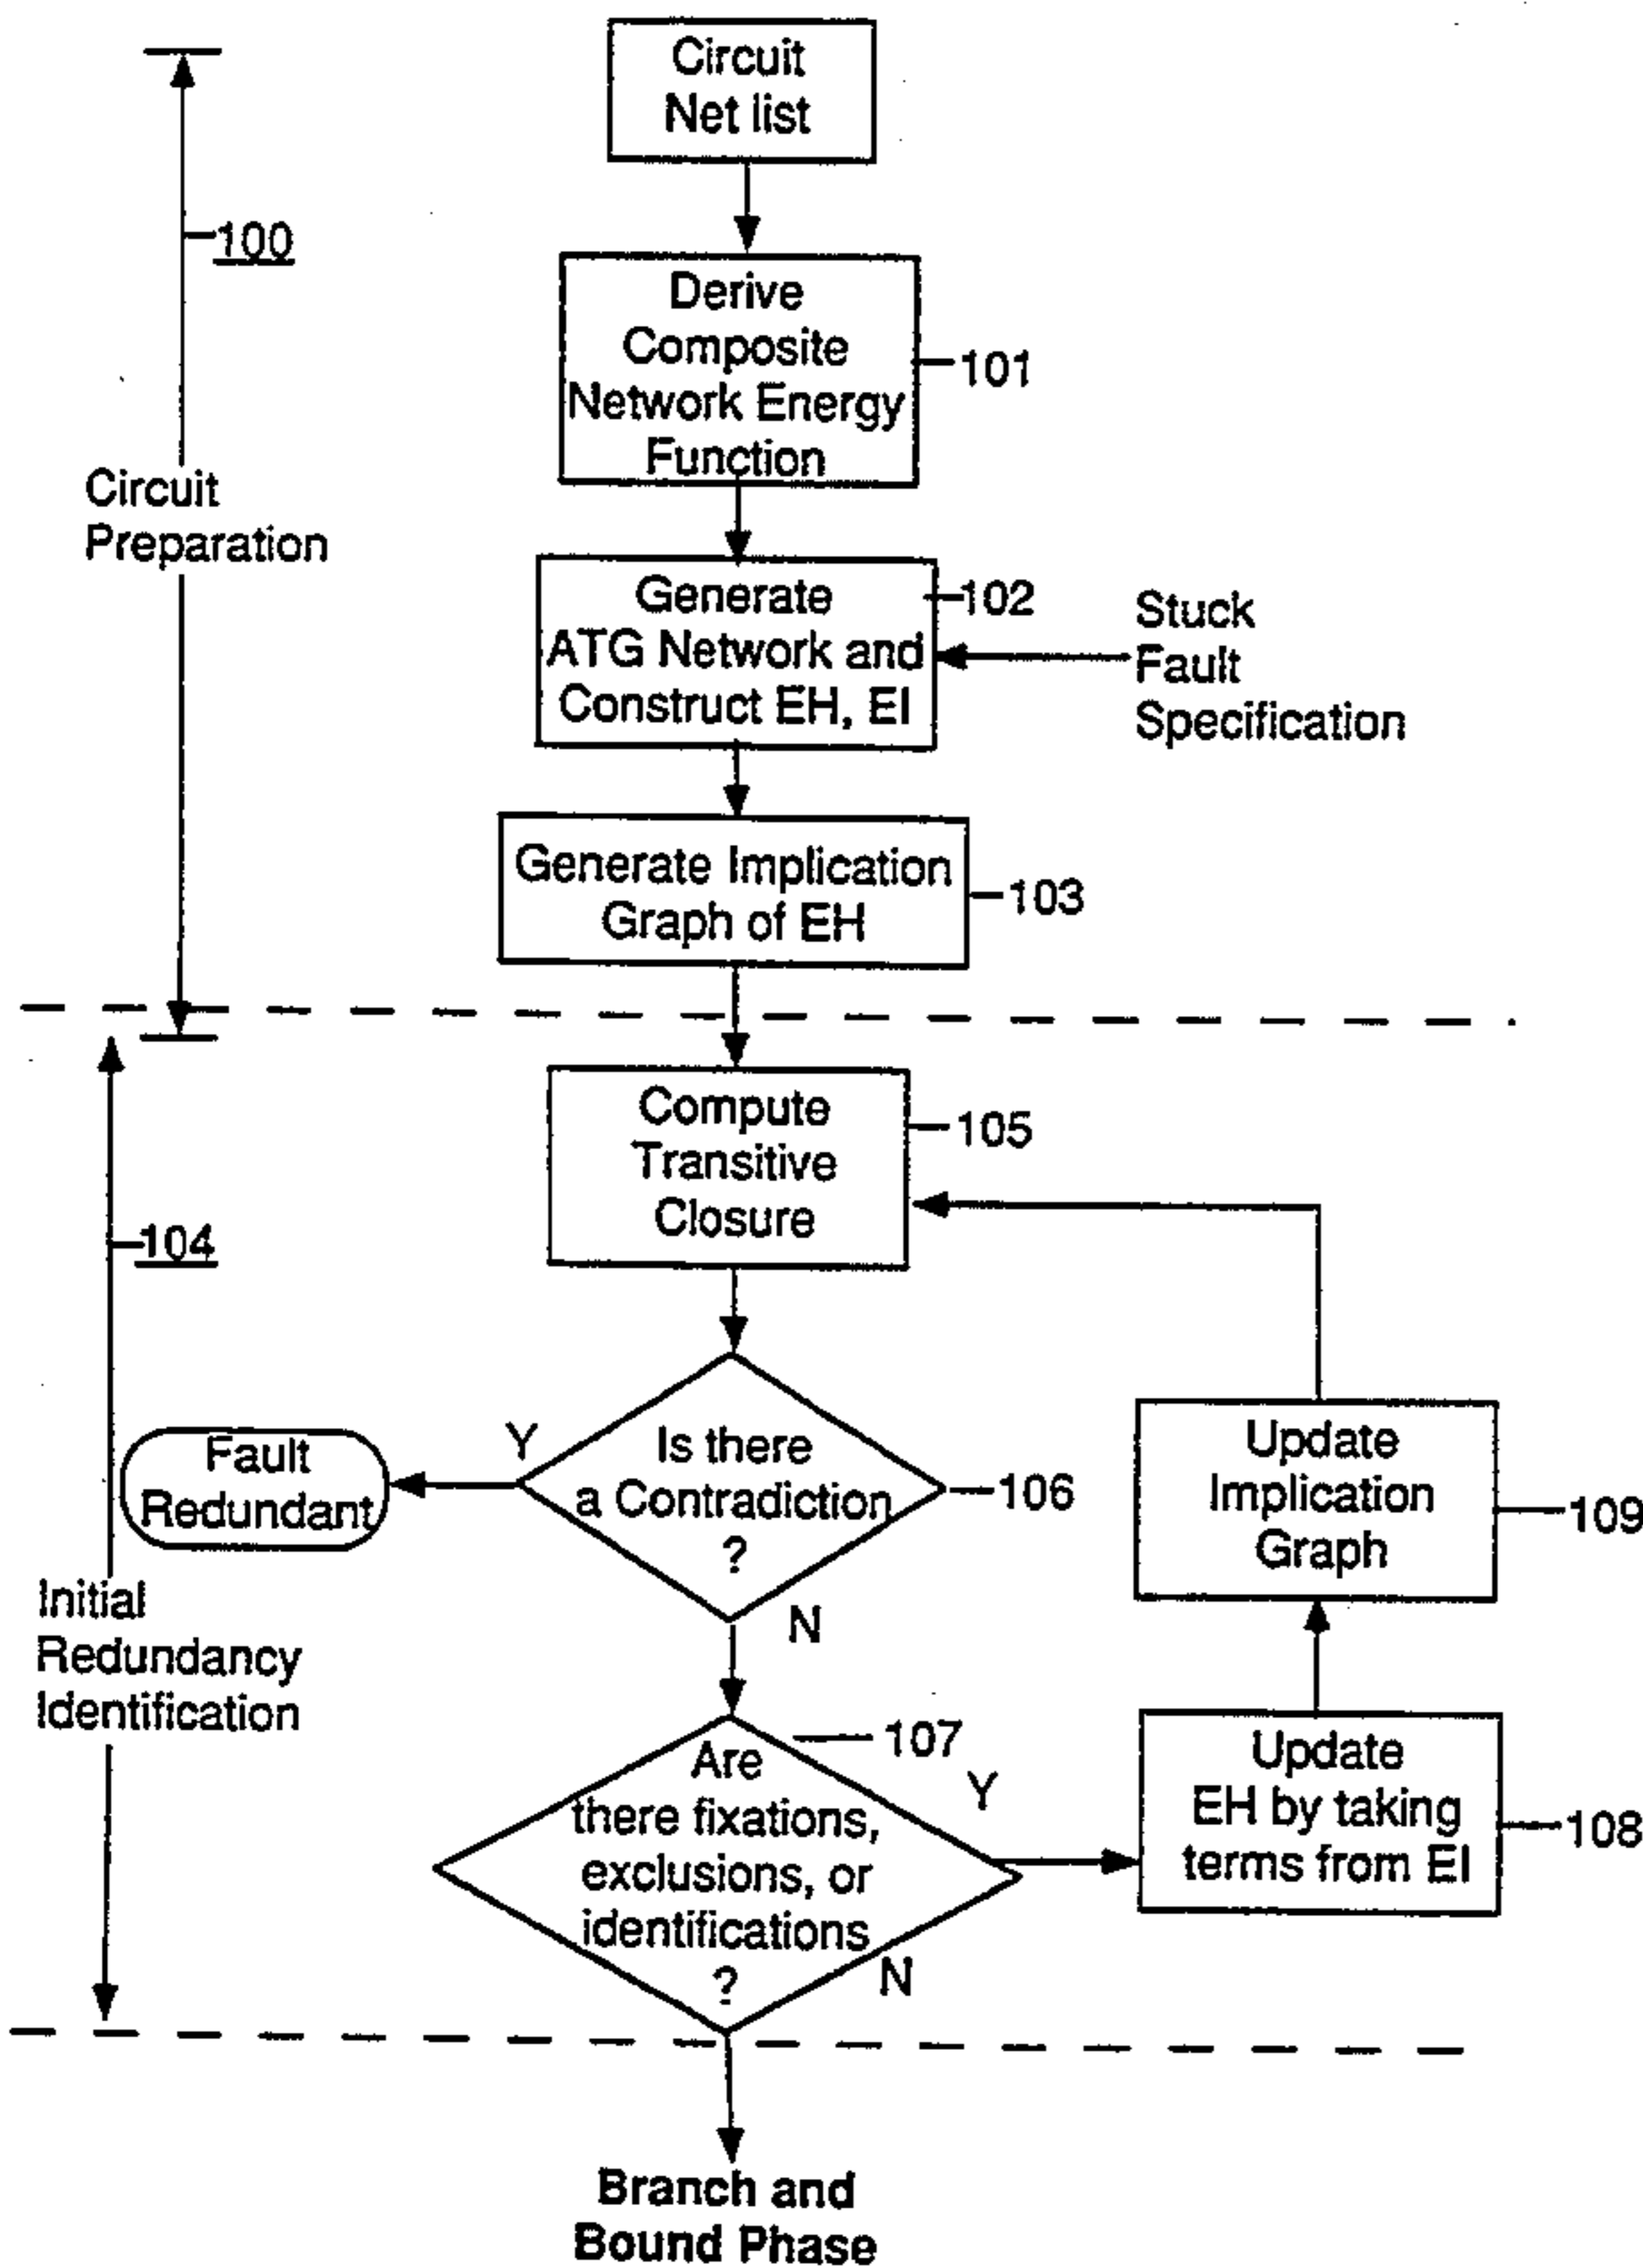 Circuit
Net list
100
Derive
Composite
Network Energy
Function
101
Circuit
Preparation
Generate
ATG Network and
Construct EH, EI
102
Stuck
Fault
Specification
Generate Implication
Graph of EH
103
Compute
Transitive
Closure
105
104
Is there
a Contradiction
?
106
Y
N
Fault
Redundant
Update
Implication
Graph
109
Initial
Redundancy
Identification
107
Are
there fixations,
exclusions, or
identifications
?
Y
N
Update
EH by taking
terms from EI
108
Branch and
Bound Phase